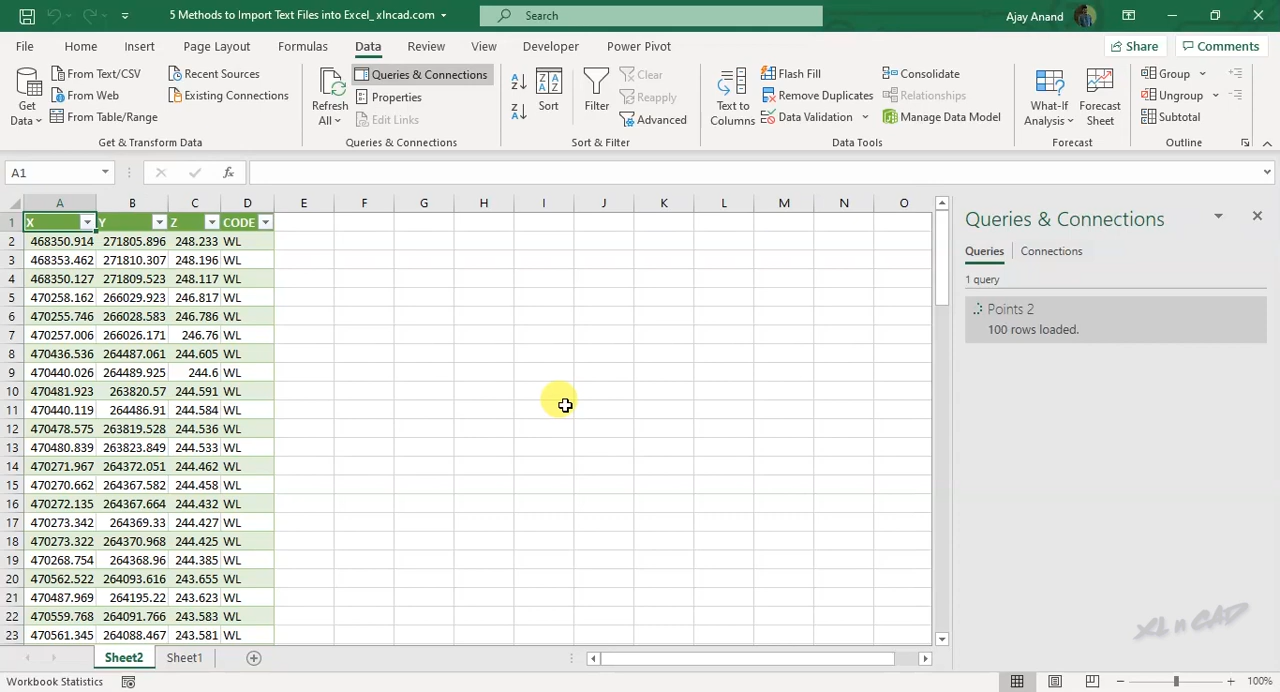 5 Methods to Import Text Files into Excel_ xlncad.com
Search
Ajay Anand
File Home Insert Page Layout Formulas Data Review View Developer Power Pivot
Share Comments
Get Data
From Text/CSV
From Web
From Table/Range
Recent Sources
Existing Connections
Get & Transform Data
Refresh All
Queries & Connections
Properties
Edit Links
Queries & Connections
Sort
Filter
Clear
Reapply
Advanced
Sort & Filter
Text to Columns
Flash Fill
Remove Duplicates
Data Validation
Consolidate
Relationships
Manage Data Model
Data Tools
What-If Analysis
Forecast Sheet
Forecast
Group
Ungroup
Subtotal
Outline
A1
fx
A B C D E F G H I J K L M N O
1 X Y Z CODE
2 468350.914 271805.896 248.233 WL
3 468353.462 271810.307 248.196 WL
4 468350.127 271809.523 248.117 WL
5 470258.162 266029.923 246.817 WL
6 470255.746 266028.583 246.786 WL
7 470257.006 266026.171 246.76 WL
8 470436.536 264487.061 244.605 WL
9 470440.026 264489.925 244.6 WL
10 470481.923 263820.57 244.591 WL
11 470440.119 264486.91 244.584 WL
12 470478.575 263819.528 244.536 WL
13 470480.839 263823.849 244.533 WL
14 470271.967 264372.051 244.462 WL
15 470270.662 264367.582 244.458 WL
16 470272.135 264367.664 244.432 WL
17 470273.342 264369.33 244.427 WL
18 470273.322 264370.968 244.425 WL
19 470268.754 264368.96 244.385 WL
20 470562.522 264093.616 243.655 WL
21 470487.969 264195.22 243.623 WL
22 470559.768 264091.766 243.583 WL
23 470561.345 264088.467 243.581 WL
Queries & Connections
Queries Connections
1 query
Points 2
100 rows loaded.
XL n CAD
Sheet2 Sheet1
Workbook Statistics
100%